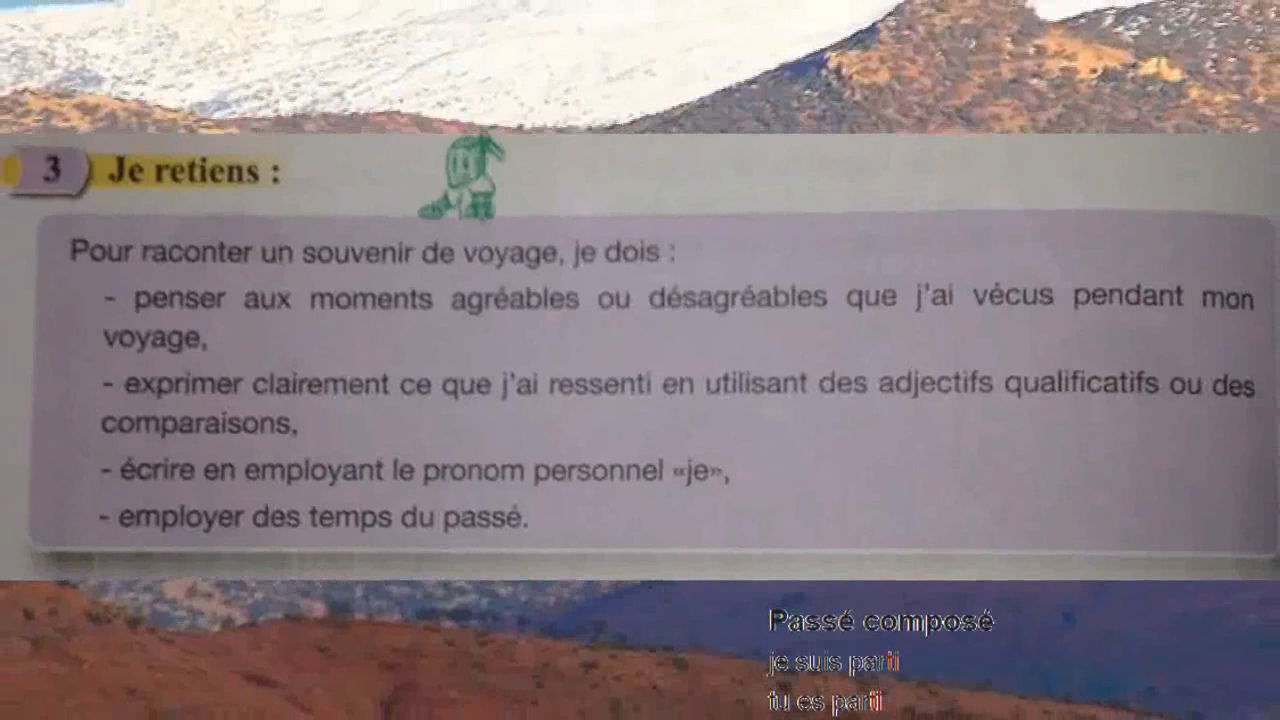 3 Je retiens :
Pour raconter un souvenir de voyage, je dois :
- penser aux moments agréables ou désagréables que j'ai vécus pendant mon
voyage,
- exprimer clairement ce que j'ai ressenti en utilisant des adjectifs qualificatifs ou des
comparaisons,
- écrire en employant le pronom personnel «je»,
- employer des temps du passé.
Passé composé
je suis parti
tu es parti